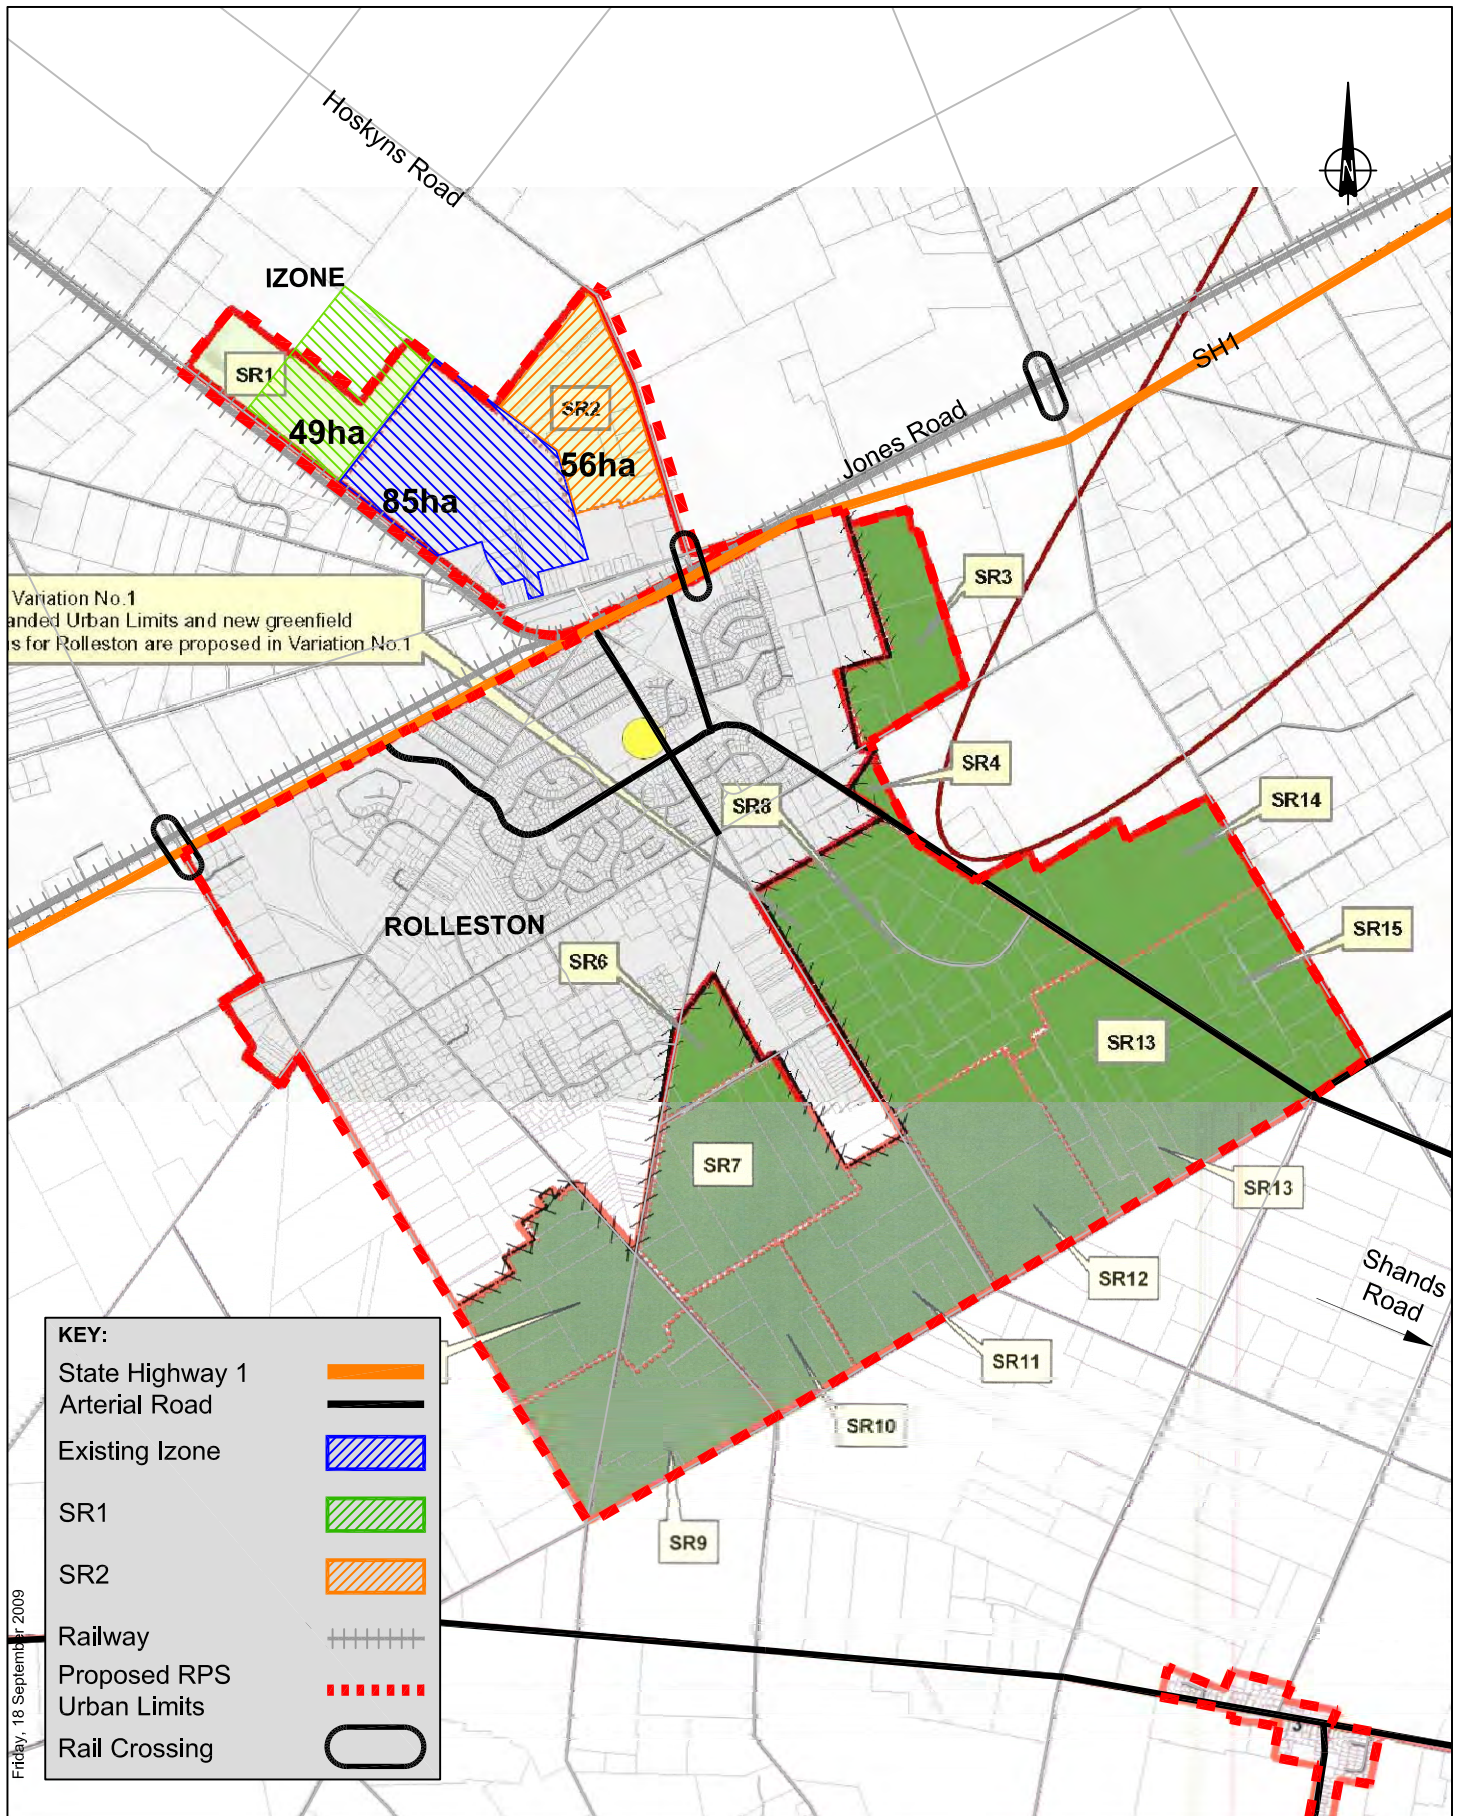 Hoskyns Road
N
IZONE
SR1
SR2
49ha
56ha
85ha
SH1
Jones Road
SR3
Variation No.1
anded Urban Limits and new greenfield
s for Rolleston are proposed in Variation No.1
SR4
SR8
SR14
SR15
ROLLESTON
SR6
SR13
SR7
SR13
SR12
Shands
Road
SR11
SR10
SR9
KEY:
State Highway 1
Arterial Road
Existing Izone
SR1
SR2
Railway
Proposed RPS
Urban Limits
Rail Crossing
Friday, 18 September 2009